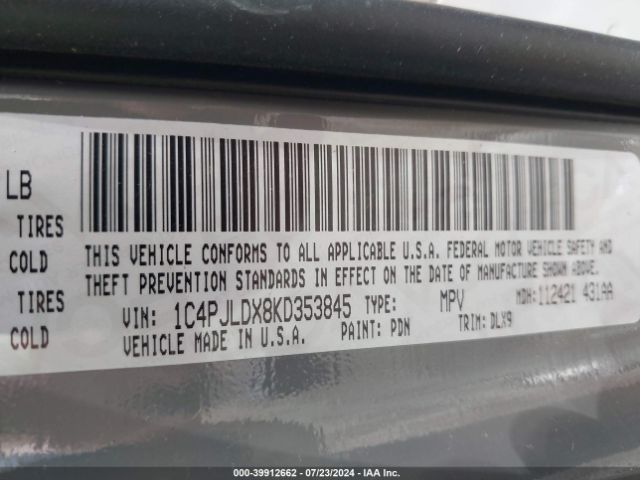 LB
TIRES
COLD
TIRES
COLD
THIS VEHICLE CONFORMS TO ALL APPLICABLE U.S.A. FEDERAL MOTOR VEHICLE SAFETY AND
THEFT PREVENTION STANDARDS IN EFFECT ON THE DATE OF MANUFACTURE SHOWN ABOVE.
VIN: 1C4PJLDX8KD353845 TYPE: MPV MDH:112421 431AA
VEHICLE MADE IN U.S.A. PAINT: PDN TRIM: DLX9
000-39912662 - 07/23/2024 - IAA Inc.